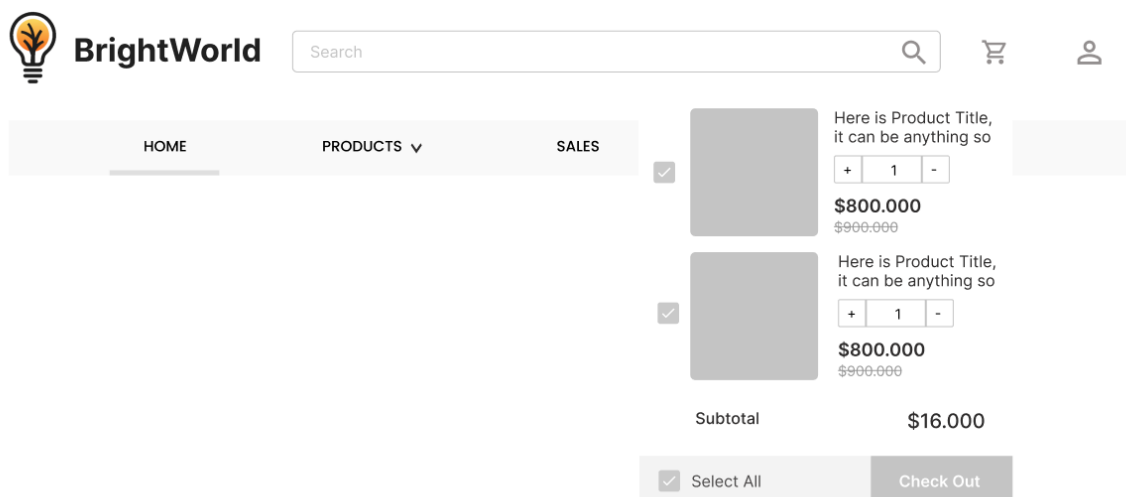 BrightWorld
Search
HOME
PRODUCTS
SALES
Here is Product Title,
it can be anything so
+ 1 -
$800.000
$900.000
Here is Product Title,
it can be anything so
+ 1 -
$800.000
$900.000
Subtotal
$16.000
Select All
Check Out